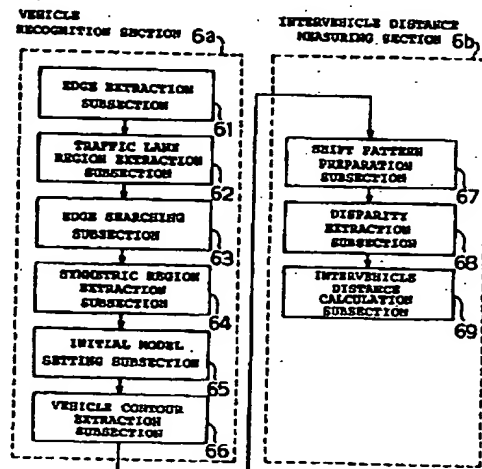 VEHICLE
RECOGNITION SECTION 6a
EDGE EXTRACTION
SUBSECTION
61
TRAFFIC LANE
REGION EXTRACTION
SUBSECTION
62
EDGE SEARCHING
SUBSECTION
63
SYMMETRIC REGION
EXTRACTION
SUBSECTION
64
INITIAL MODEL
SETTING SUBSECTION
65
VEHICLE CONTOUR
EXTRACTION
SUBSECTION
66
INTERVEHICLE DISTANCE
MEASURING SECTION 6b
SHIFT PATTERN
PREPARATION
SUBSECTION
67
DISPARITY
EXTRACTION
SUBSECTION
68
INTERVEHICLE
DISTANCE
CALCULATION
SUBSECTION
69